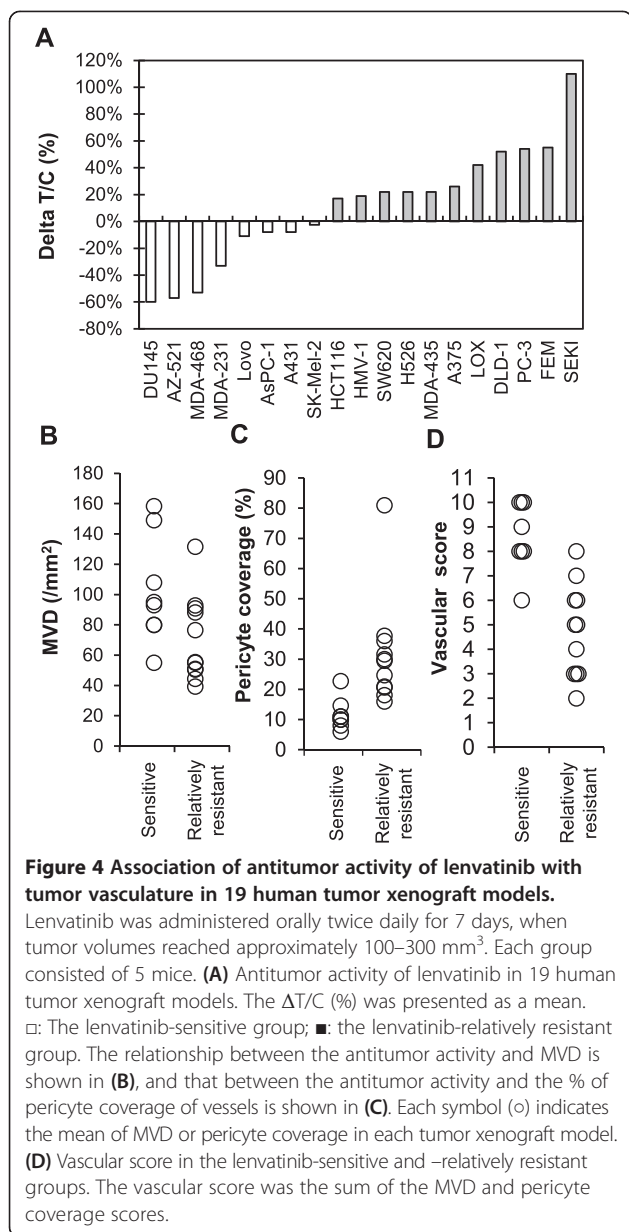 A
120%
100%
80%
60%
40%
20%
0%
-20%
-40%
-60%
-80%
Delta T/C (%)
DU145
AZ-521
MDA-468
MDA-231
Lovo
AsPC-1
A431
SK-Mel-2
HCT116
HMV-1
SW620
H526
MDA-435
A375
LOX
DLD-1
PC-3
FEM
SEKI
B
180
160
140
120
100
80
60
40
20
0
MVD (/mm²)
Sensitive
Relatively
resistant
C
90
80
70
60
50
40
30
20
10
0
Pericyte coverage (%)
Sensitive
Relatively
resistant
D
11
10
9
8
7
6
5
4
3
2
1
0
Vascular score
Sensitive
Relatively
resistant
Figure 4 Association of antitumor activity of lenvatinib with
tumor vasculature in 19 human tumor xenograft models.
Lenvatinib was administered orally twice daily for 7 days, when
tumor volumes reached approximately 100–300 mm³. Each group
consisted of 5 mice. (A) Antitumor activity of lenvatinib in 19 human
tumor xenograft models. The ΔT/C (%) was presented as a mean.
□: The lenvatinib-sensitive group; ■: the lenvatinib-relatively resistant
group. The relationship between the antitumor activity and MVD is
shown in (B), and that between the antitumor activity and the % of
pericyte coverage of vessels is shown in (C). Each symbol (○) indicates
the mean of MVD or pericyte coverage in each tumor xenograft model.
(D) Vascular score in the lenvatinib-sensitive and –relatively resistant
groups. The vascular score was the sum of the MVD and pericyte
coverage scores.